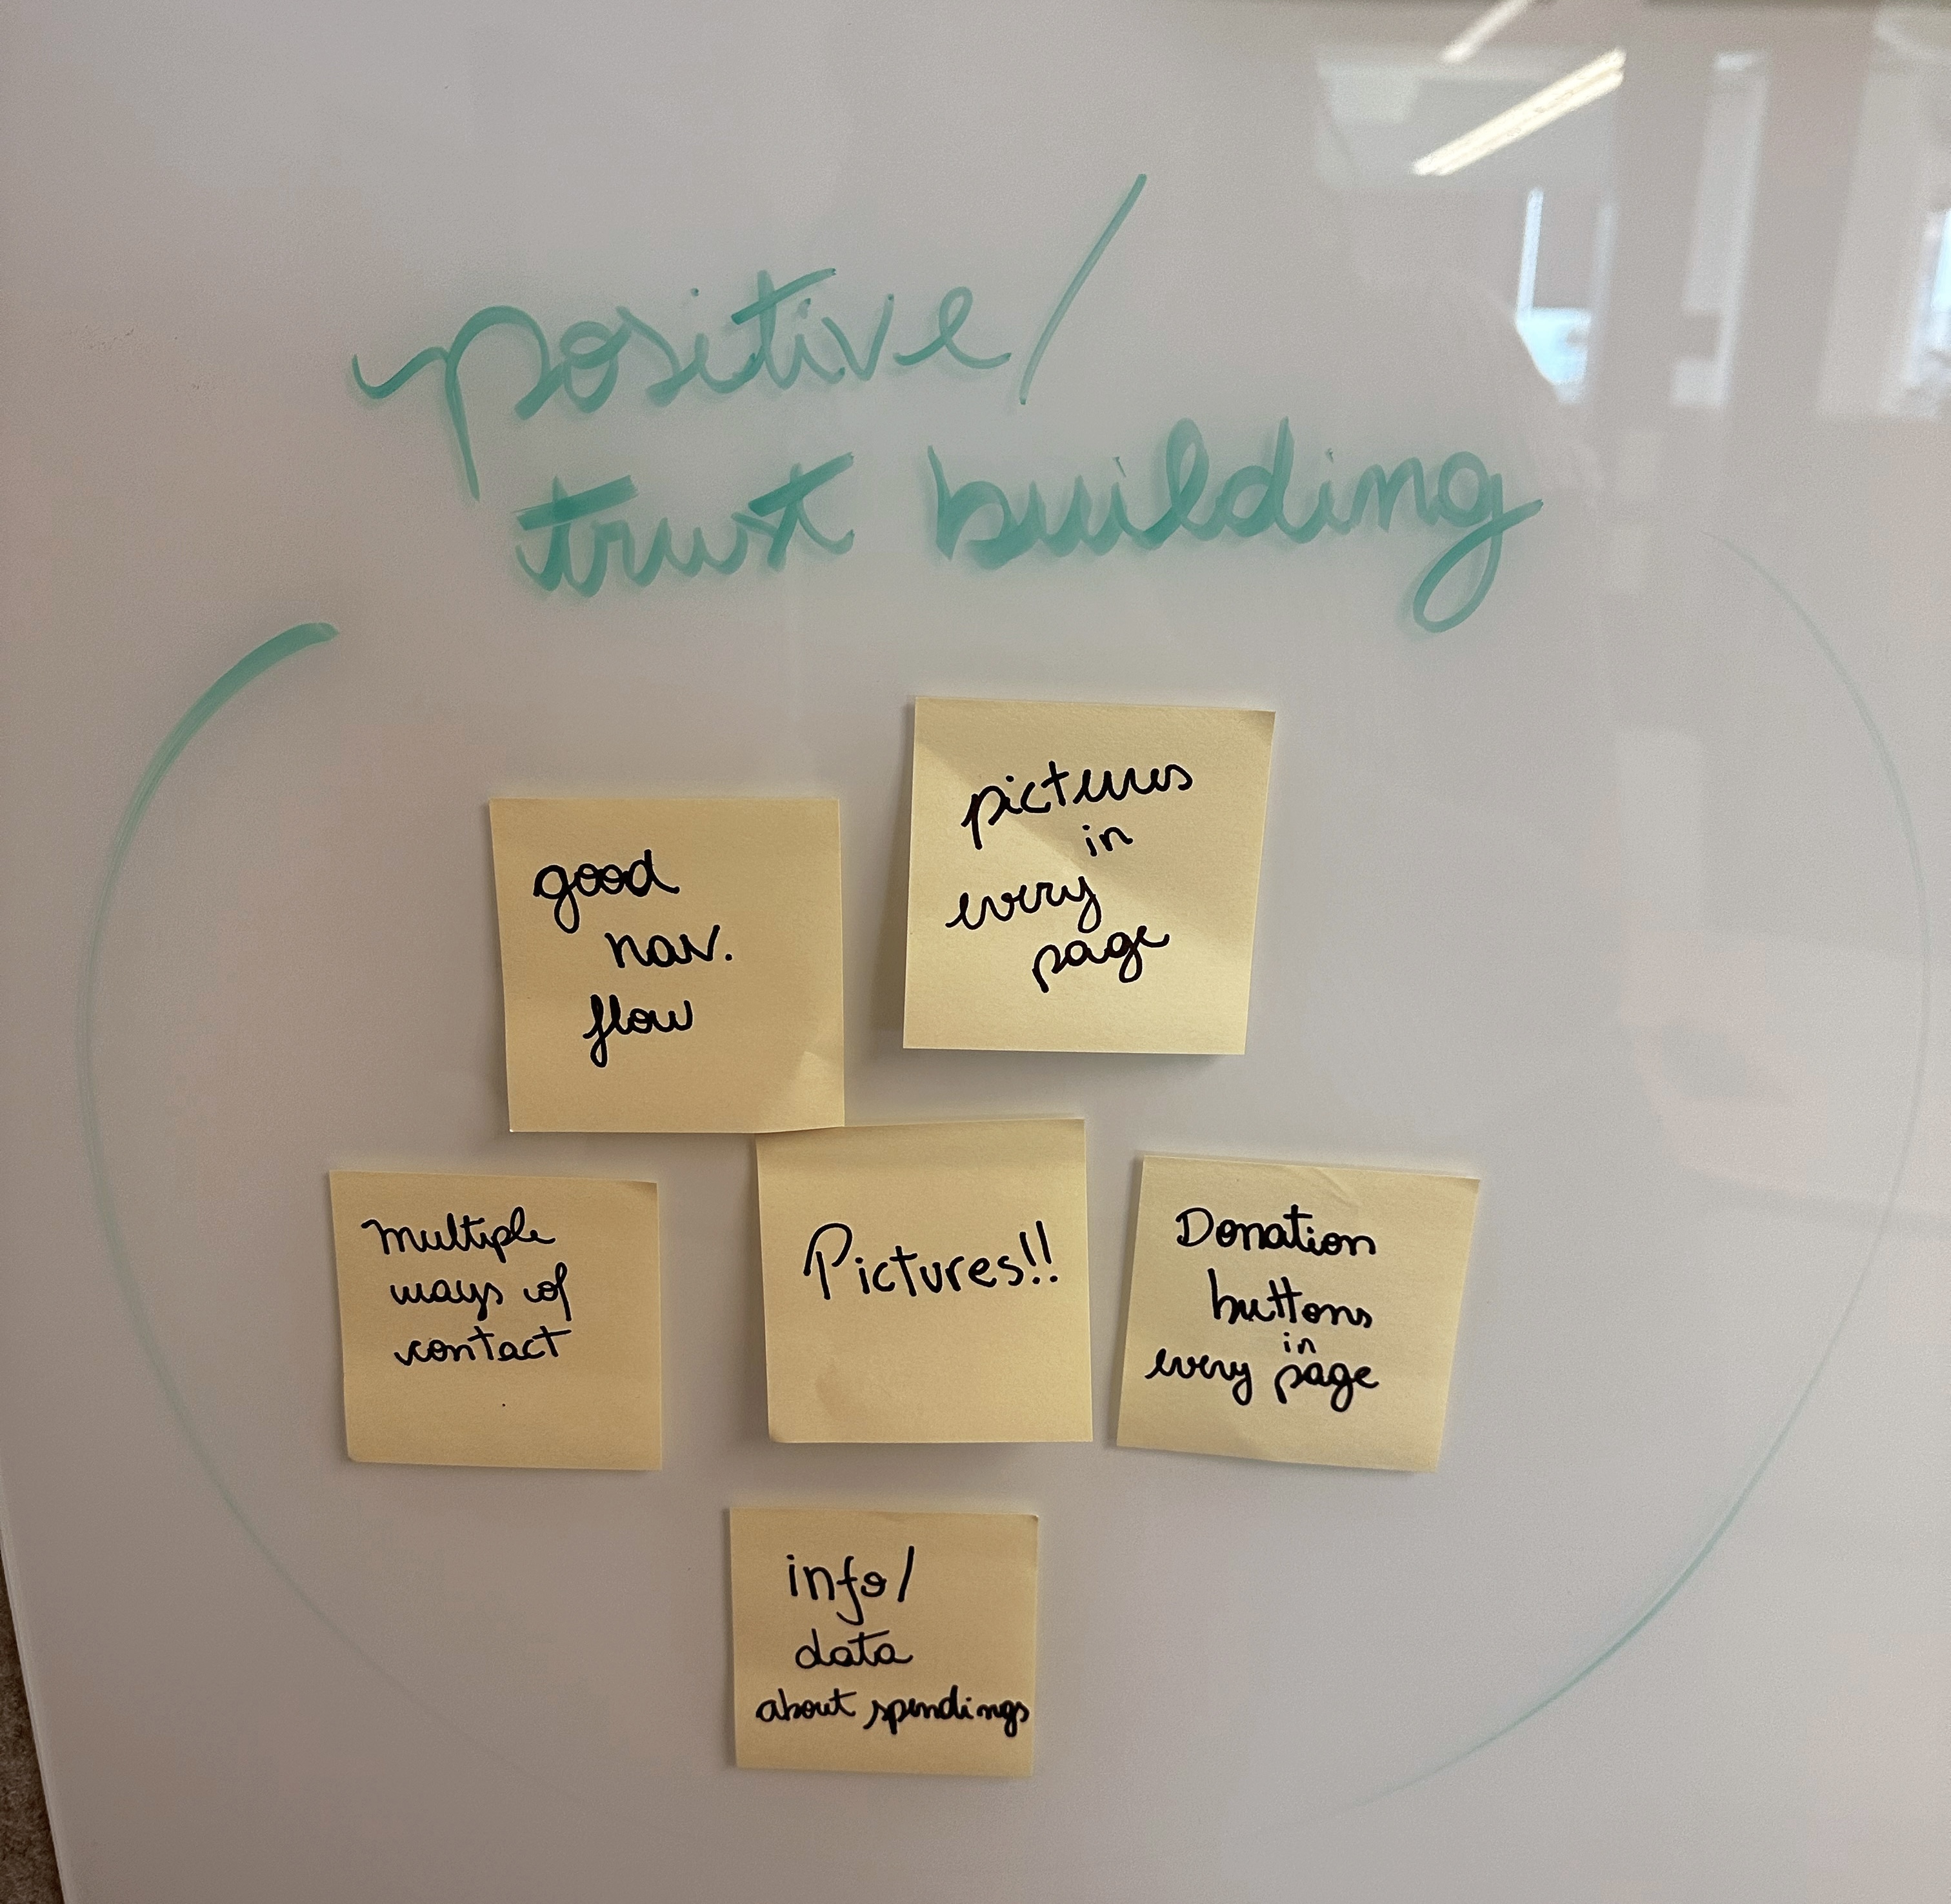 positive/
trust building
good
nav.
flow
pictures
in
every
page
Multiple
ways of
contact
Pictures!!
Donation
buttons
in
every page
info/
data
about spendings